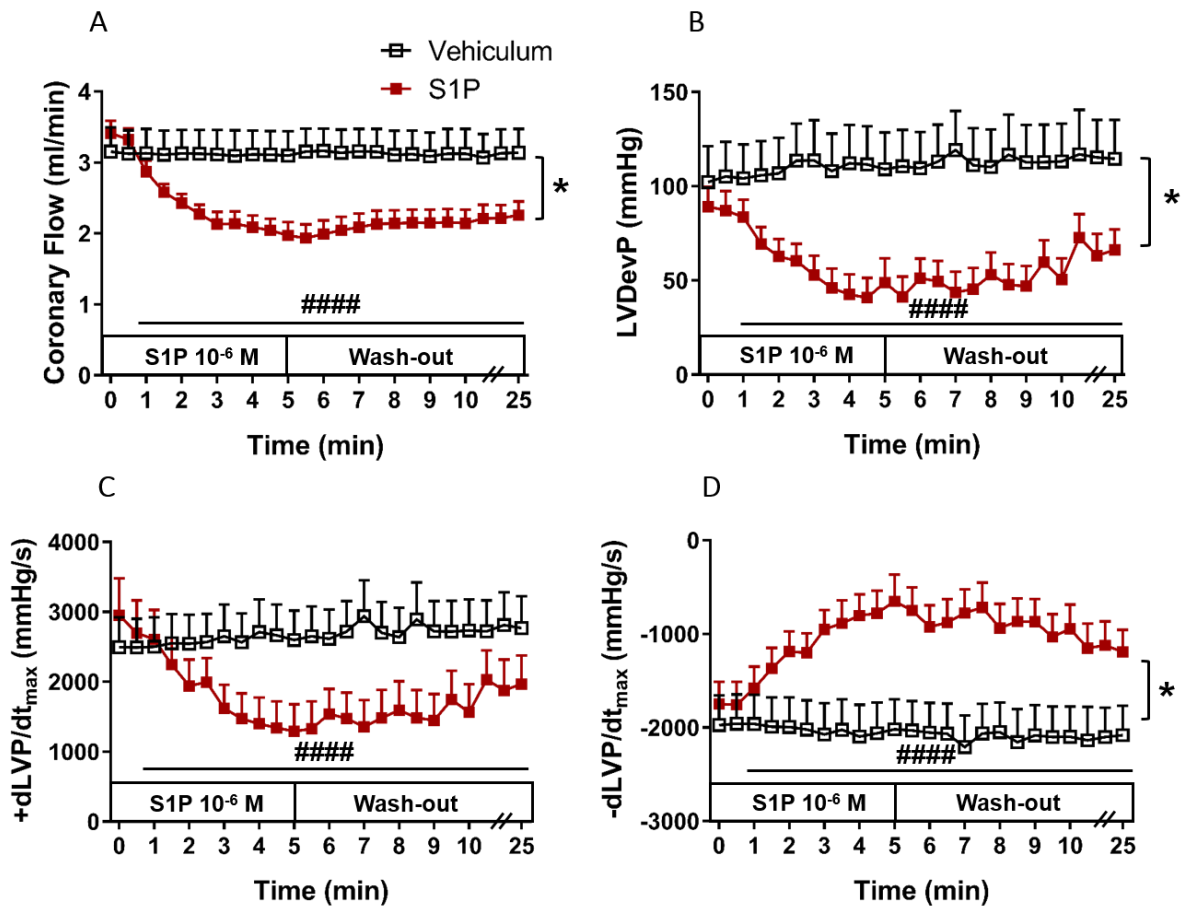 A
Vehiculum
S1P
Coronary Flow (ml/min)
4
3
2
1
0
*
####
S1P 10⁻⁶ M
Wash-out
0 1 2 3 4 5 6 7 8 9 10 25
Time (min)
B
LVDevP (mmHg)
150
100
50
0
*
####
S1P 10⁻⁶ M
Wash-out
0 1 2 3 4 5 6 7 8 9 10 25
Time (min)
C
+dLVP/dtmax (mmHg/s)
4000
3000
2000
1000
0
####
S1P 10⁻⁶ M
Wash-out
0 1 2 3 4 5 6 7 8 9 10 25
Time (min)
D
-dLVP/dtmax (mmHg/s)
0
-1000
-2000
-3000
*
####
S1P 10⁻⁶ M
Wash-out
0 1 2 3 4 5 6 7 8 9 10 25
Time (min)